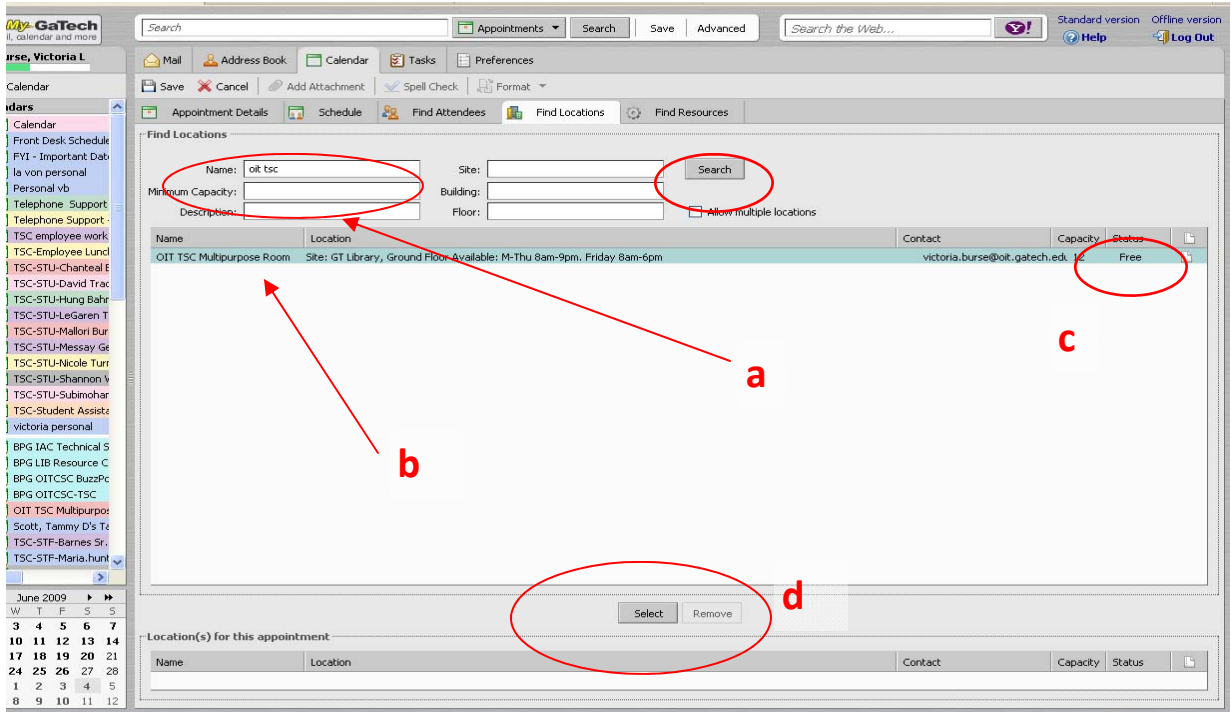 My GaTech
il, calendar and more
Search
Appointments
Search
Save
Advanced
Search the Web...
Y!
Standard version
Offline version
Help
Log Out
urse, Victoria L
Mail
Address Book
Calendar
Tasks
Preferences
Calendar
Save
Cancel
Add Attachment
Spell Check
Format
Appointment Details
Schedule
Find Attendees
Find Locations
Find Resources
dars
Calendar
Front Desk Schedule
FYI - Important Dat
la von personal
Personal vb
Telephone Support
Telephone Support -
TSC employee work
TSC-Employee Lunc
TSC-STU-Chanteal B
TSC-STU-David Trac
TSC-STU-Hung Bahr
TSC-STU-LeGaren T
TSC-STU-Mallori Bur
TSC-STU-Messay Ge
TSC-STU-Nicole Turr
TSC-STU-Shannon W
TSC-STU-Subimohar
TSC-Student Assista
victoria personal
BPG IAC Technical S
BPG LIB Resource C
BPG OITCSC BuzzPo
BPG OITCSC-TSC
OIT TSC Multipurpos
Scott, Tammy D's Ta
TSC-STF-Barnes Sr.
TSC-STF-Maria.hunt
June 2009
W T F S S
3 4 5 6 7
10 11 12 13 14
17 18 19 20 21
24 25 26 27 28
1 2 3 4 5
8 9 10 11 12
Find Locations
Name: oit tsc
Site:
Search
Minimum Capacity:
Building:
Description:
Floor:
Allow multiple locations
Name
Location
Contact
Capacity
Status
OIT TSC Multipurpose Room
Site: GT Library, Ground Floor Available: M-Thu 8am-9pm. Friday 8am-6pm
victoria.burse@oit.gatech.edu
12
Free
c
a
b
d
Select
Remove
Location(s) for this appointment
Name
Location
Contact
Capacity
Status